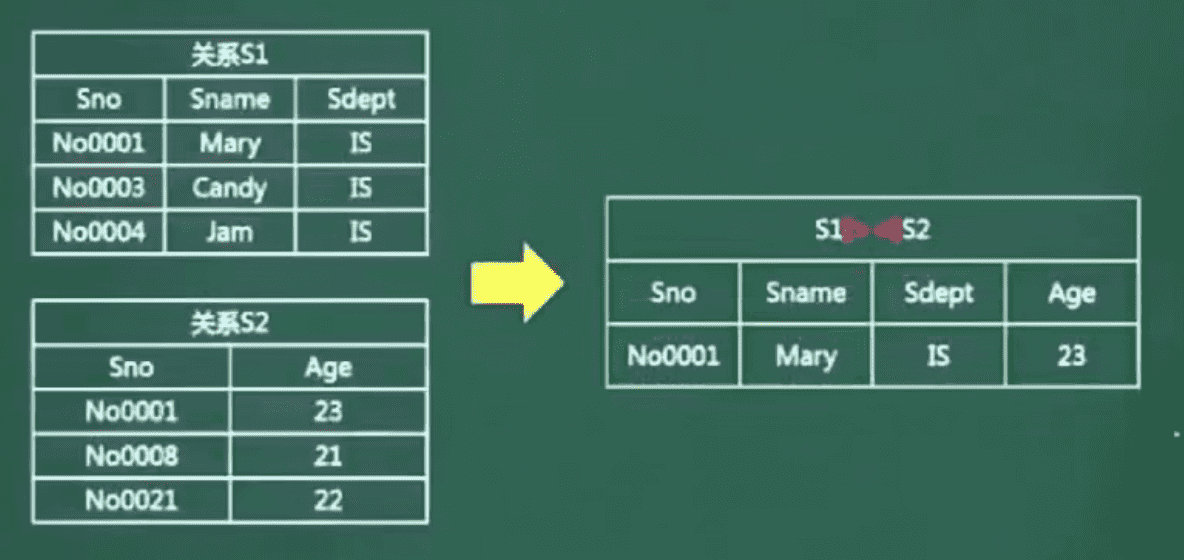 关系S1
Sno Sname Sdept
No0001 Mary IS
No0003 Candy IS
No0004 Jam IS
关系S2
Sno Age
No0001 23
No0008 21
No0021 22
S1 S2
Sno Sname Sdept Age
No0001 Mary IS 23